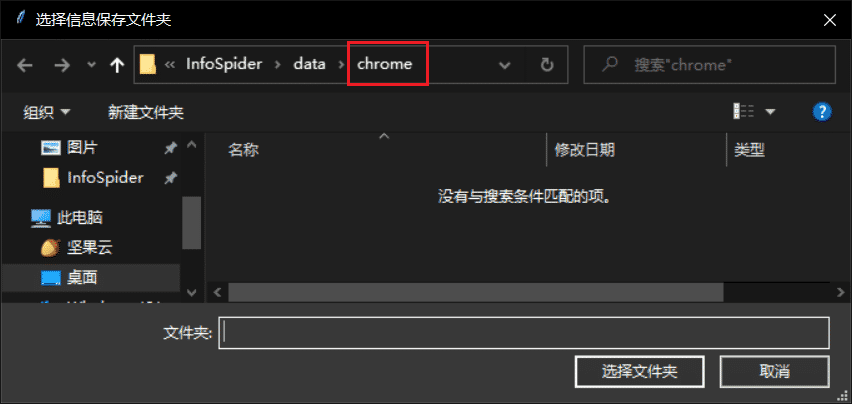 选择信息保存文件夹
« InfoSpider › data › chrome
搜索"chrome"
组织
新建文件夹
图片
InfoSpider
此电脑
坚果云
桌面
名称
修改日期
类型
没有与搜索条件匹配的项。
文件夹:
选择文件夹
取消